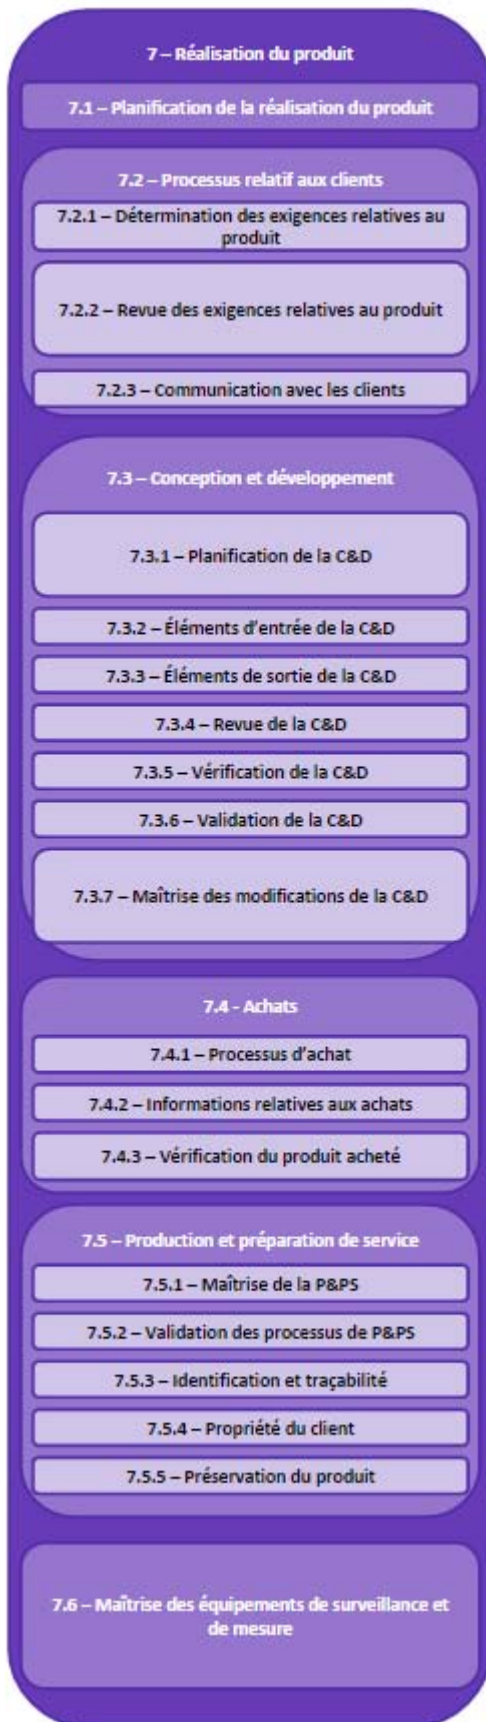 7 – Réalisation du produit
7.1 – Planification de la réalisation du produit
7.2 – Processus relatif aux clients
7.2.1 – Détermination des exigences relatives au
produit
7.2.2 – Revue des exigences relatives au produit
7.2.3 – Communication avec les clients
7.3 – Conception et développement
7.3.1 – Planification de la C&D
7.3.2 – Éléments d'entrée de la C&D
7.3.3 – Éléments de sortie de la C&D
7.3.4 – Revue de la C&D
7.3.5 – Vérification de la C&D
7.3.6 – Validation de la C&D
7.3.7 – Maîtrise des modifications de la C&D
7.4 - Achats
7.4.1 – Processus d'achat
7.4.2 – Informations relatives aux achats
7.4.3 – Vérification du produit acheté
7.5 – Production et préparation de service
7.5.1 – Maîtrise de la P&PS
7.5.2 – Validation des processus de P&PS
7.5.3 – Identification et traçabilité
7.5.4 – Propriété du client
7.5.5 – Préservation du produit
7.6 – Maîtrise des équipements de surveillance et
de mesure